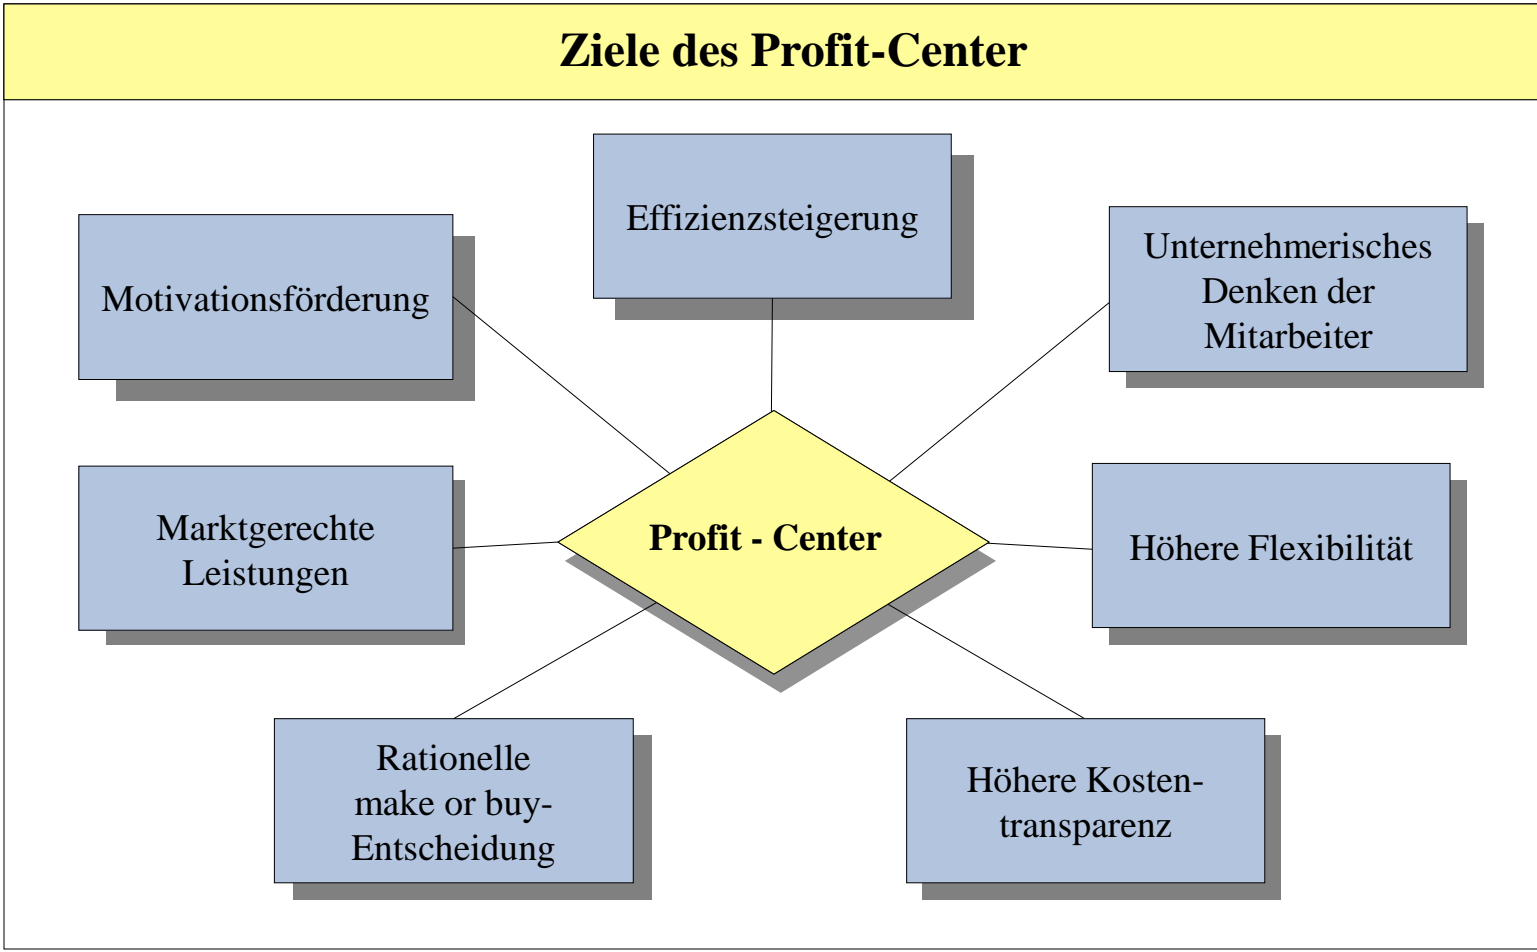 Ziele des Profit-Center
Effizienzsteigerung
Motivationsförderung
Unternehmerisches
Denken der
Mitarbeiter
Marktgerechte
Leistungen
Profit - Center
Höhere Flexibilität
Rationelle
make or buy-
Entscheidung
Höhere Kosten-
transparenz